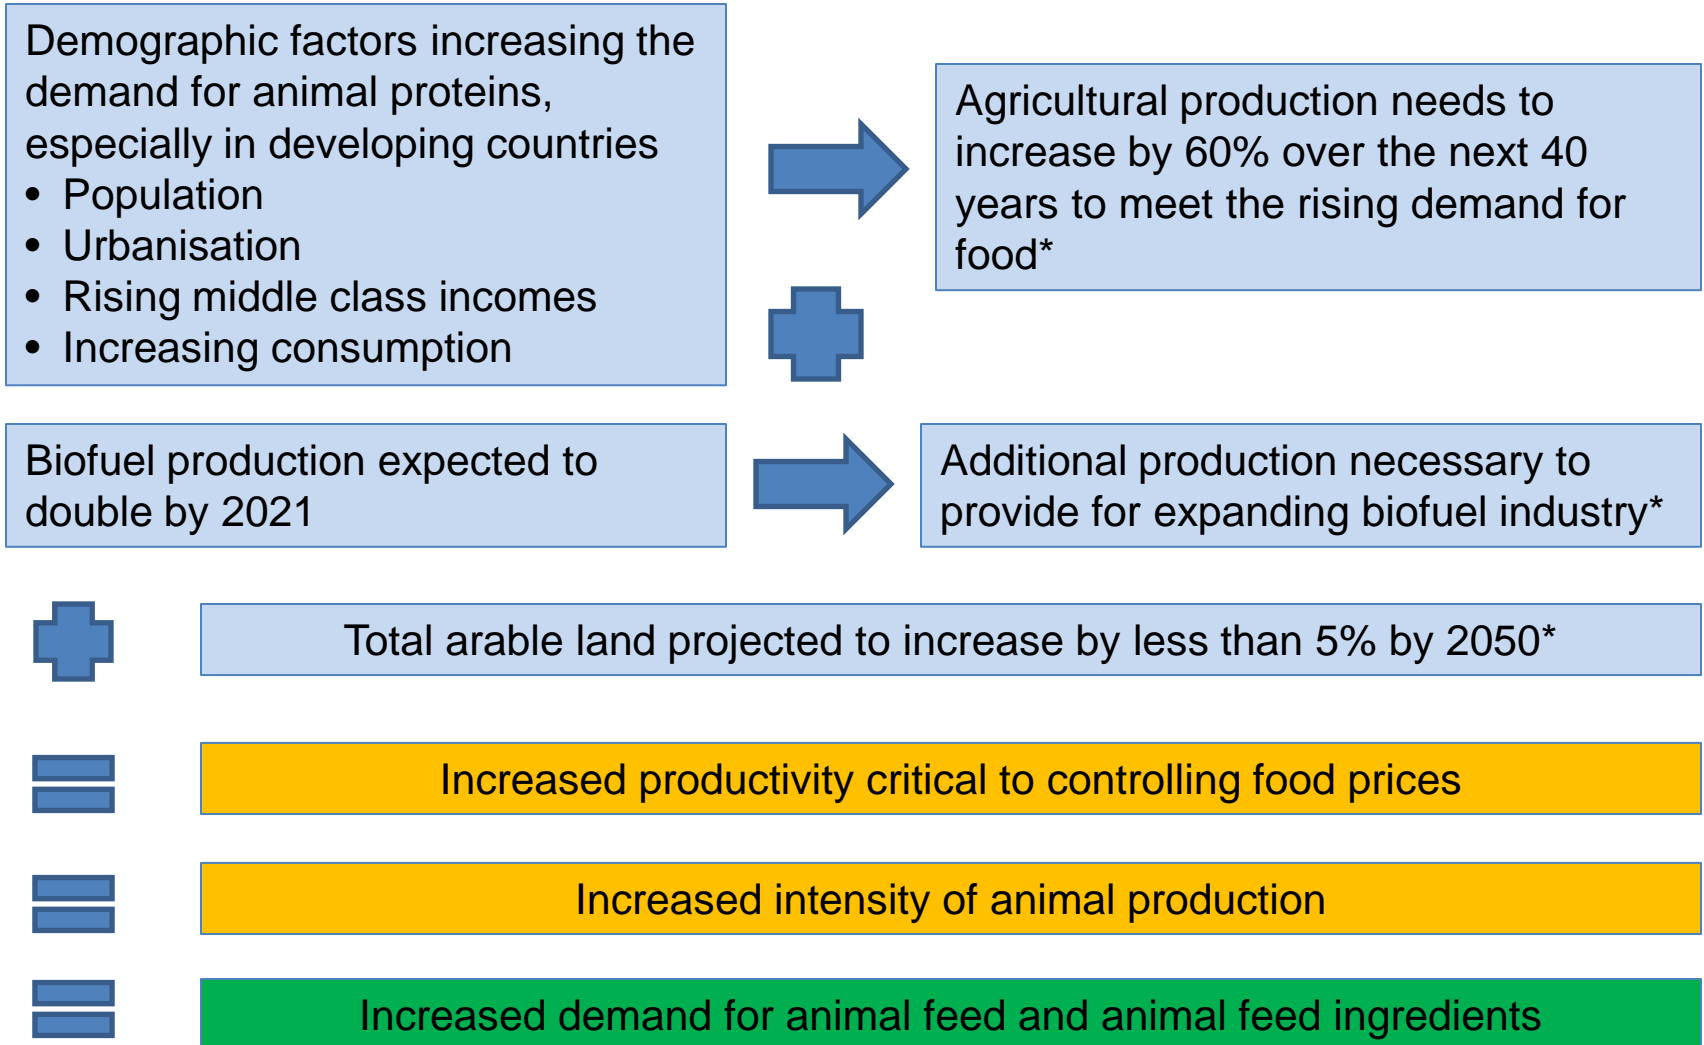 Demographic factors increasing the
demand for animal proteins,
especially in developing countries
• Population
• Urbanisation
• Rising middle class incomes
• Increasing consumption
Agricultural production needs to
increase by 60% over the next 40
years to meet the rising demand for
food*
Biofuel production expected to
double by 2021
Additional production necessary to
provide for expanding biofuel industry*
Total arable land projected to increase by less than 5% by 2050*
Increased productivity critical to controlling food prices
Increased intensity of animal production
Increased demand for animal feed and animal feed ingredients